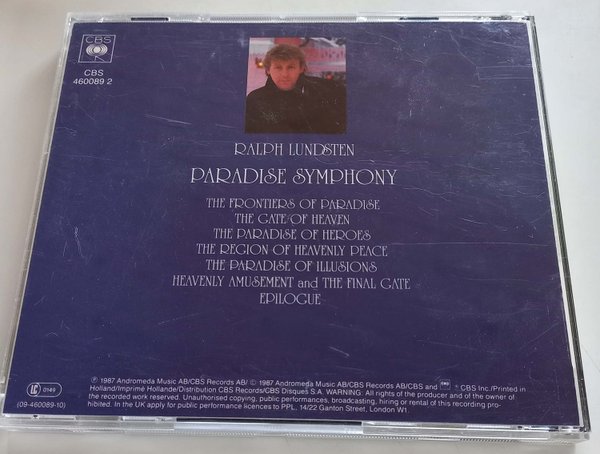 CBS
CBS
460089 2
RALPH LUNDSTEN
PARADISE SYMPHONY
THE FRONTIERS OF PARADISE
THE GATE OF HEAVEN
THE PARADISE OF HEROES
THE REGION OF HEAVENLY PEACE
THE PARADISE OF ILLUSIONS
HEAVENLY AMUSEMENT and THE FINAL GATE
EPILOGUE
LC 0149
(09-460089-10)
Ⓟ 1987 Andromeda Music AB/CBS Records AB/ © 1987 Andromeda Music AB/CBS Records AB/CBS and CBS Inc./Printed in
Holland/Imprimé Hollande/Distribution CBS Records/GBS Disques S.A. WARNING: All rights of the producer and of the owner of
the recorded work reserved. Unauthorised copying, public performances, broadcasting, hiring or rental of this recording pro-
hibited. In the UK apply for public performance licences to PPL, 14/22 Ganton Street, London W1.